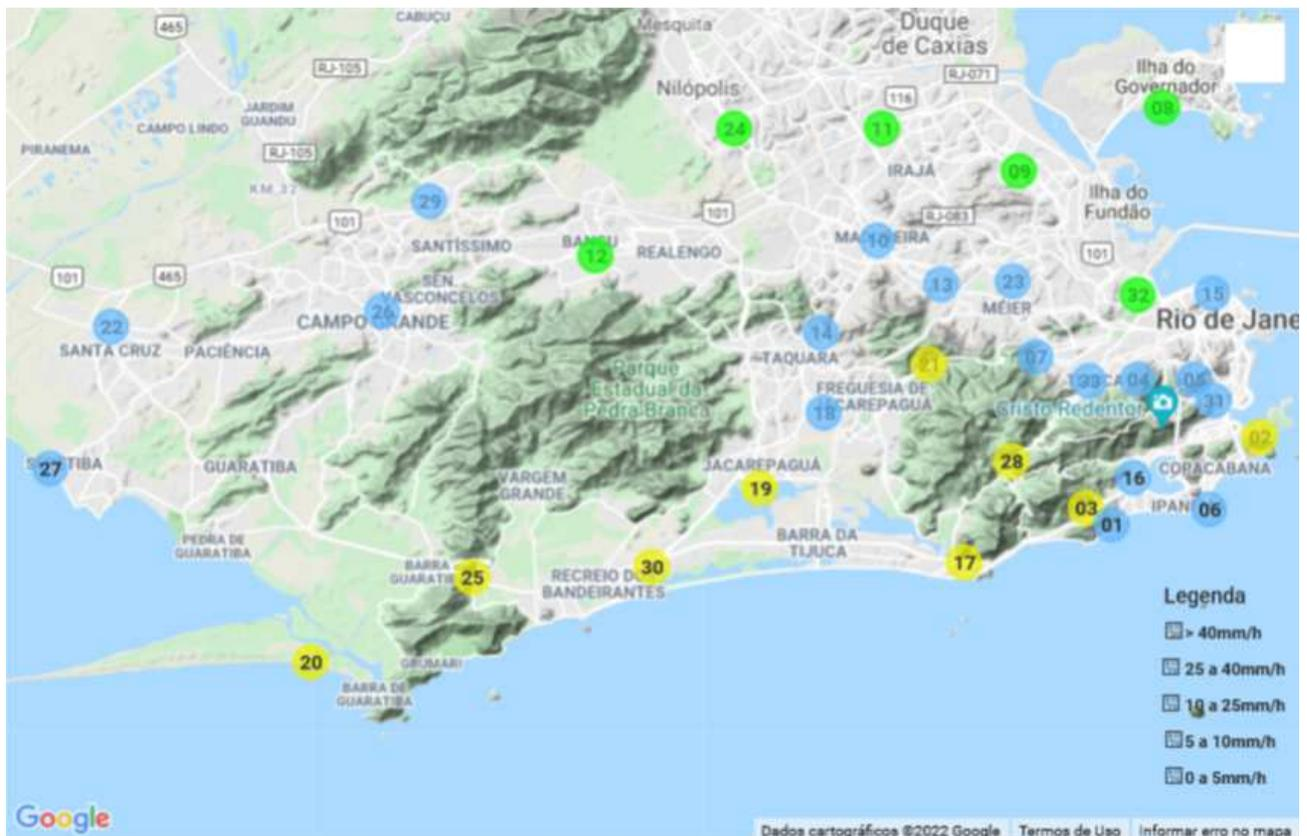 465
CABUÇU
Mesquita
Duque
de Caxias
RJ-105
RJ-071
Ilha do
Governador
Nilópolis
116
08
JARDIM
GUANDU
CAMPO LINDO
24
11
PIRANEMA
RJ-105
IRAJÁ
09
KM 32
29
Ilha do
Fundão
101
101
RJ-083
SANTÍSSIMO
12
REALENGO
10
101
101
465
SEN
VASCONCELOS
13
23
15
26
CAMPO GRANDE
MÉIER
32
22
14
Rio de Jane
SANTA CRUZ
PACIÊNCIA
TAQUARA
07
Parque
Estadual da
Pedra Branca
21
33
04
05
FREGUESIA DE
18
31
Cristo Redentor
02
27
GUARATIBA
VARGEM
GRANDE
JACAREPAGUÁ
28
COPACABANA
19
16
03
01
06
PEDRA DE
GUARATIBA
BARRA DA
TIJUCA
25
RECREIO DOS
BANDEIRANTES
30
17
Legenda
> 40mm/h
20
GRUMARI
25 a 40mm/h
BARRA DE
GUARATIBA
10 a 25mm/h
5 a 10mm/h
0 a 5mm/h
Google
Dados cartográficos ©2022 Google
Termos de Uso
Informar erro no mapa